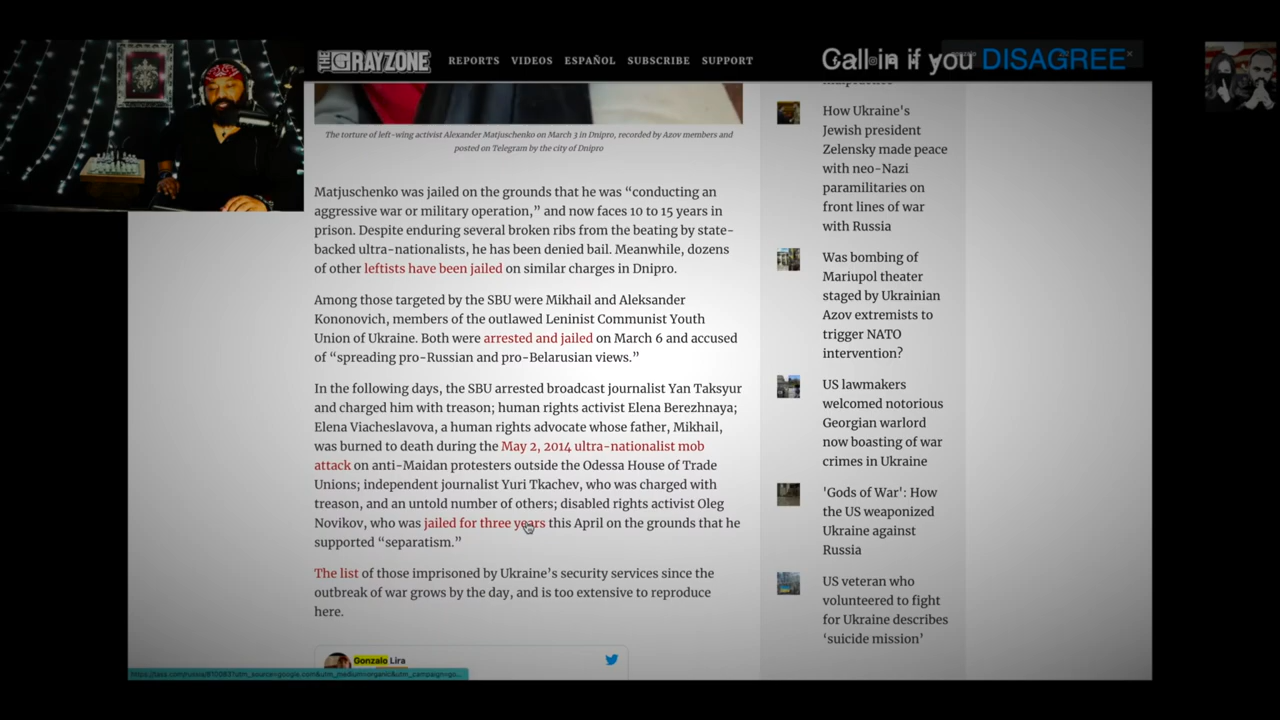 THE GRAYZONE
REPORTS VIDEOS ESPAÑOL SUBSCRIBE SUPPORT
Call in if you DISAGREE
The torture of left-wing activist Alexander Matjuschenko on March 3 in Dnipro, recorded by Azov members and
posted on Telegram by the city of Dnipro
Matjuschenko was jailed on the grounds that he was “conducting an
aggressive war or military operation,” and now faces 10 to 15 years in
prison. Despite enduring several broken ribs from the beating by state-
backed ultra-nationalists, he has been denied bail. Meanwhile, dozens
of other leftists have been jailed on similar charges in Dnipro.
Among those targeted by the SBU were Mikhail and Aleksander
Kononovich, members of the outlawed Leninist Communist Youth
Union of Ukraine. Both were arrested and jailed on March 6 and accused
of “spreading pro-Russian and pro-Belarusian views.”
In the following days, the SBU arrested broadcast journalist Yan Taksyur
and charged him with treason; human rights activist Elena Berezhnaya;
Elena Viacheslavova, a human rights advocate whose father, Mikhail,
was burned to death during the May 2, 2014 ultra-nationalist mob
attack on anti-Maidan protesters outside the Odessa House of Trade
Unions; independent journalist Yuri Tkachev, who was charged with
treason, and an untold number of others; disabled rights activist Oleg
Novikov, who was jailed for three years this April on the grounds that he
supported “separatism.”
The list of those imprisoned by Ukraine’s security services since the
outbreak of war grows by the day, and is too extensive to reproduce
here.
Gonzalo Lira
How Ukraine's
Jewish president
Zelensky made peace
with neo-Nazi
paramilitaries on
front lines of war
with Russia
Was bombing of
Mariupol theater
staged by Ukrainian
Azov extremists to
trigger NATO
intervention?
US lawmakers
welcomed notorious
Georgian warlord
now boasting of war
crimes in Ukraine
'Gods of War': How
the US weaponized
Ukraine against
Russia
US veteran who
volunteered to fight
for Ukraine describes
‘suicide mission’